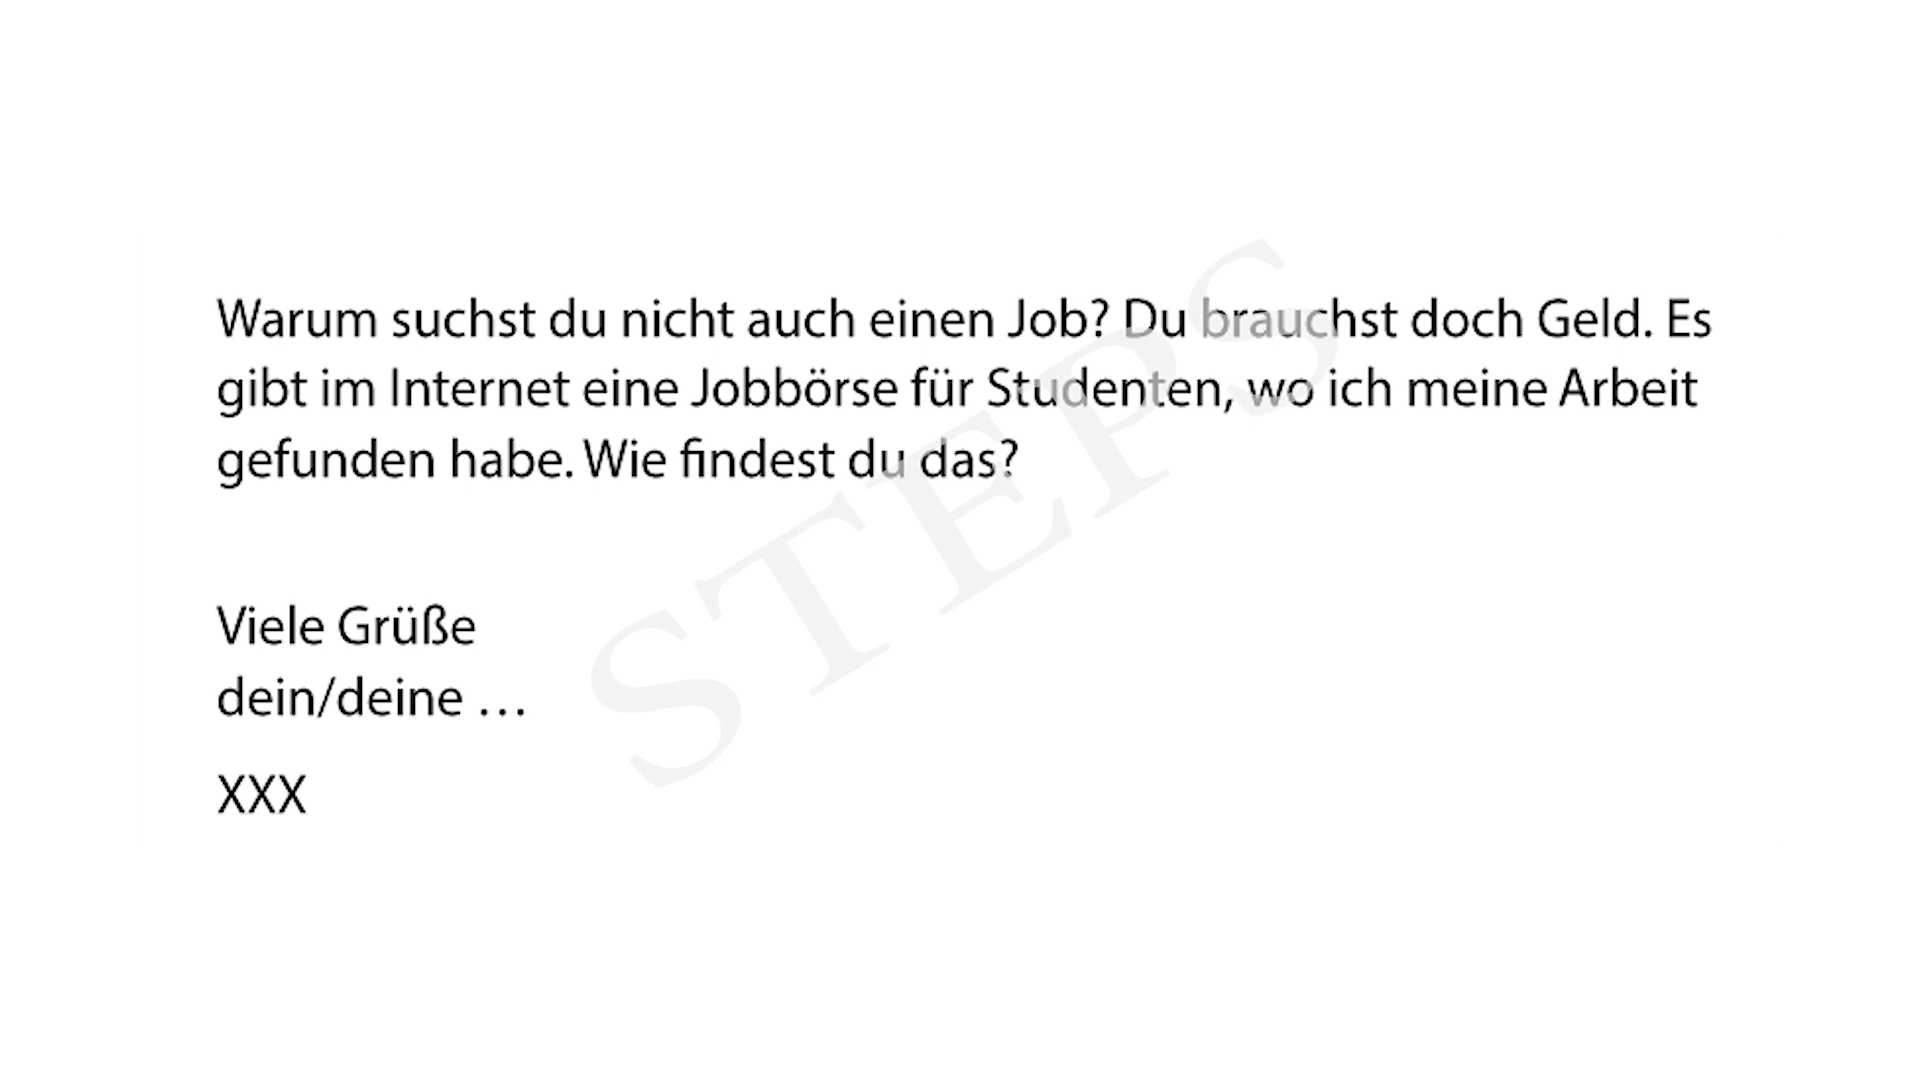 Warum suchst du nicht auch einen Job? Du brauchst doch Geld. Es
gibt im Internet eine Jobbörse für Studenten, wo ich meine Arbeit
gefunden habe. Wie findest du das?
Viele Grüße
dein/deine …
XXX
STEPS